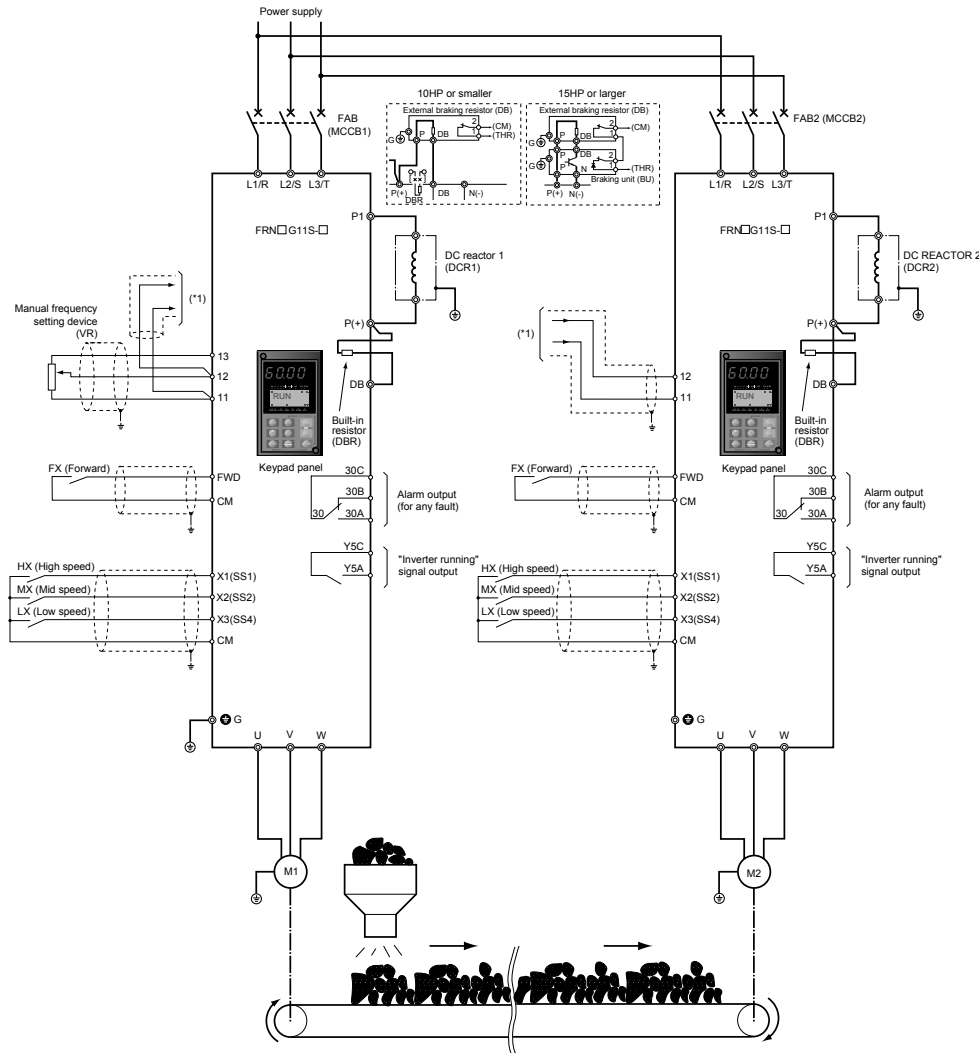 Power supply
10HP or smaller
External braking resistor (DB)
G
P
DB
2
1
(CM)
(THR)
P(+)
DBR
DB
N(-)
15HP or larger
External braking resistor (DB)
G
P
DB
2
1
(CM)
G
P
DB
N
2
1
(THR)
Braking unit (BU)
P(+)
N(-)
FAB
(MCCB1)
FAB2 (MCCB2)
L1/R
L2/S
L3/T
FRN□G11S-□
P1
DC reactor 1
(DCR1)
P(+)
DB
Built-in
resistor
(DBR)
(*1)
Manual frequency
setting device
(VR)
13
12
11
60.00
RUN
Keypad panel
FX (Forward)
FWD
CM
30C
30B
30
30A
Alarm output
(for any fault)
Y5C
Y5A
"Inverter running"
signal output
HX (High speed)
MX (Mid speed)
LX (Low speed)
X1(SS1)
X2(SS2)
X3(SS4)
CM
G
U
V
W
M1
L1/R
L2/S
L3/T
FRN□G11S-□
P1
DC REACTOR 2
(DCR2)
P(+)
DB
Built-in
resistor
(DBR)
(*1)
12
11
60.00
RUN
Keypad panel
FX (Forward)
FWD
CM
30C
30B
30
30A
Alarm output
(for any fault)
Y5C
Y5A
"Inverter running"
signal output
HX (High speed)
MX (Mid speed)
LX (Low speed)
X1(SS1)
X2(SS2)
X3(SS4)
CM
G
U
V
W
M2